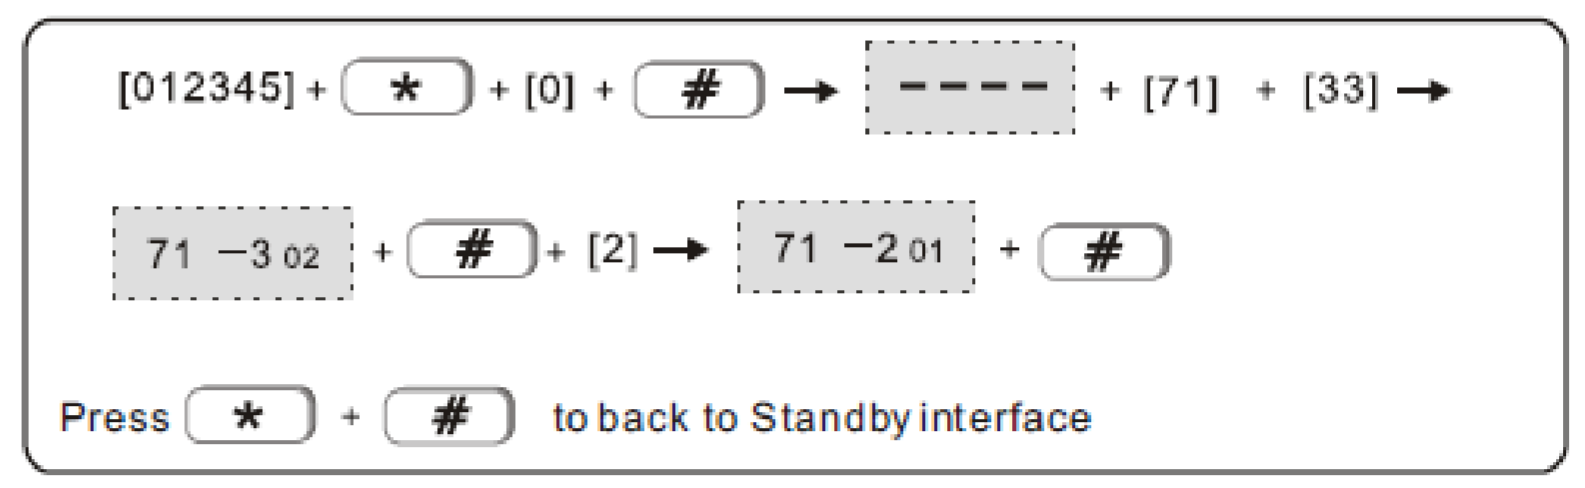 [012345] + * + [0] + # → – – – – + [71] + [33] →
71 –3 02 + # + [2] → 71 –2 01 + #
Press * + # to back to Standby interface